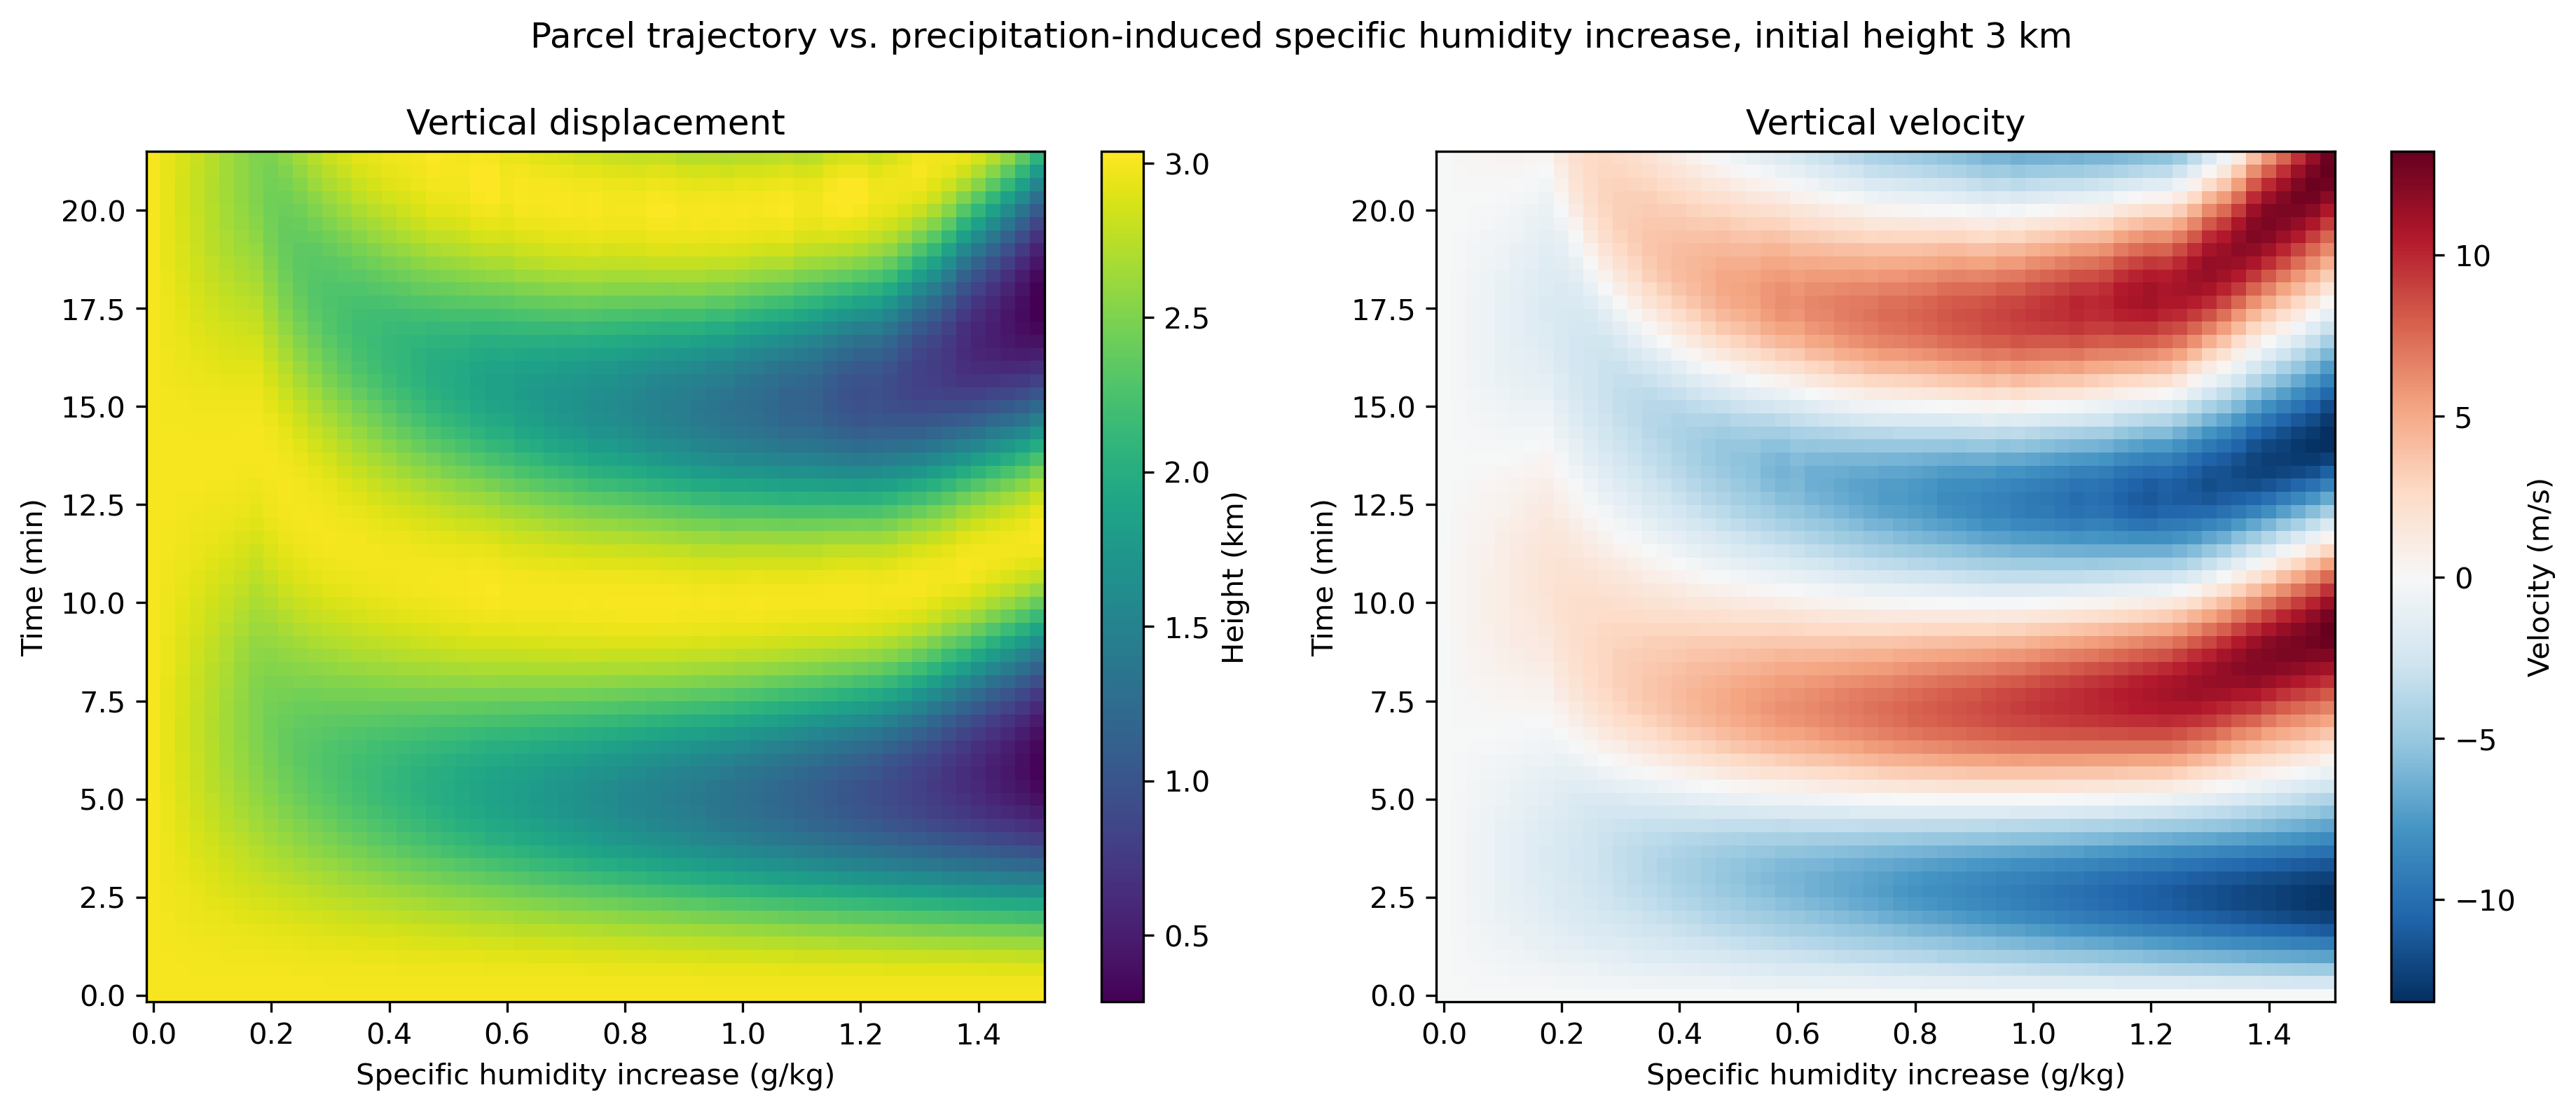 Parcel trajectory vs. precipitation-induced specific humidity increase, initial height 3 km
Vertical displacement
Time (min)
20.0
17.5
15.0
12.5
10.0
7.5
5.0
2.5
0.0
0.0 0.2 0.4 0.6 0.8 1.0 1.2 1.4
Specific humidity increase (g/kg)
3.0
2.5
2.0
1.5
1.0
0.5
Height (km)
Vertical velocity
Time (min)
20.0
17.5
15.0
12.5
10.0
7.5
5.0
2.5
0.0
0.0 0.2 0.4 0.6 0.8 1.0 1.2 1.4
Specific humidity increase (g/kg)
10
5
0
−5
−10
Velocity (m/s)